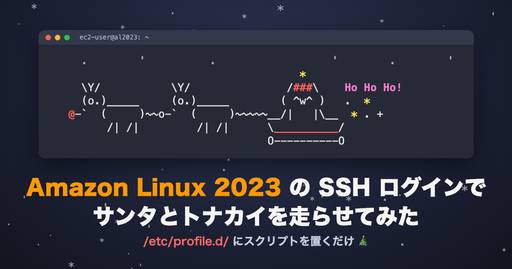 ec2-user@al2023: ~
Ho Ho Ho!
Amazon Linux 2023 の SSH ログインで
サンタとトナカイを走らせてみた
/etc/profile.d/ にスクリプトを置くだけ